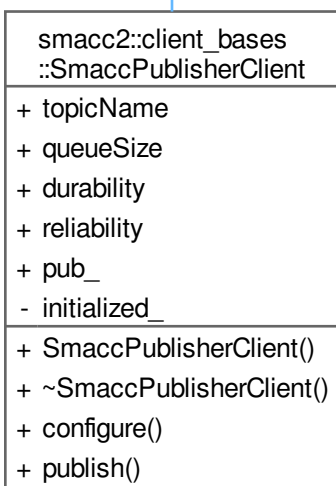 smacc2::client_bases
::SmaccPublisherClient
+ topicName
+ queueSize
+ durability
+ reliability
+ pub_
- initialized_
+ SmaccPublisherClient()
+ ~SmaccPublisherClient()
+ configure()
+ publish()